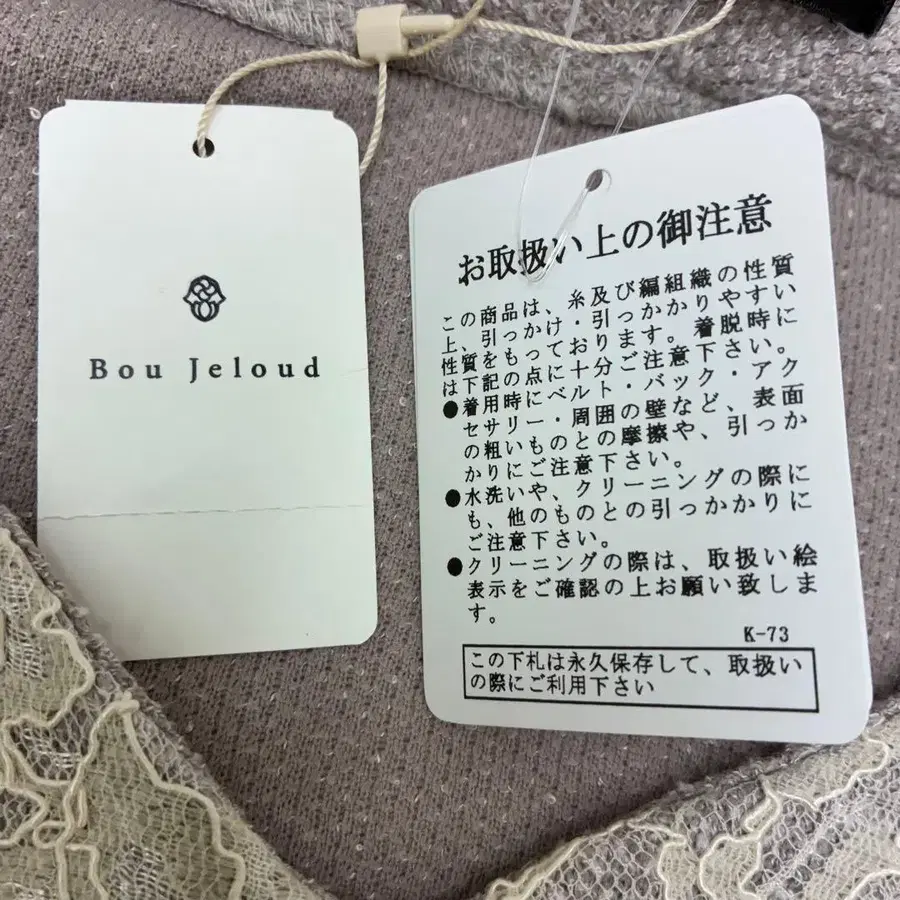 Bou Jeloud
お取扱い上の御注意
この商品は、糸及び編組織の性質
上、引っかけ・引っかかりやすい
性質をもっております。着脱時に
は下記の点に十分ご注意下さい。
●着用時にベルト・バック・アク
セサリー・周囲の壁など、表面
の粗いものとの摩擦や、引っか
かりにご注意下さい。
●水洗いや、クリーニングの際に
も、他のものとの引っかかりに
ご注意下さい。
●クリーニングの際は、取扱い絵
表示をご確認の上お願い致しま
す。
K-73
この下札は永久保存して、取扱い
の際にご利用下さい